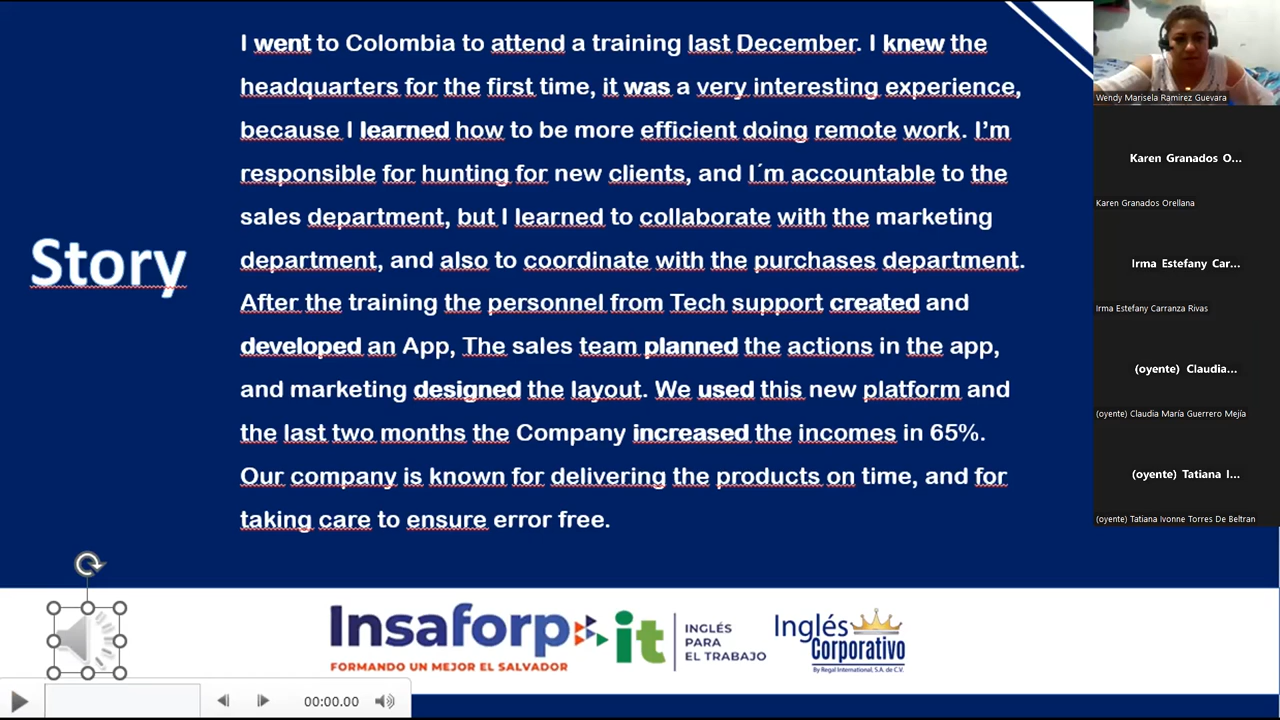 I went to Colombia to attend a training last December. I knew the
headquarters for the first time, it was a very interesting experience,
because I learned how to be more efficient doing remote work. I'm
responsible for hunting for new clients, and I´m accountable to the
sales department, but I learned to collaborate with the marketing
department, and also to coordinate with the purchases department.
After the training the personnel from Tech support created and
developed an App, The sales team planned the actions in the app,
and marketing designed the layout. We used this new platform and
the last two months the Company increased the incomes in 65%.
Our company is known for delivering the products on time, and for
taking care to ensure error free.
Story
Wendy Marisela Ramirez Guevara
Karen Granados O...
Karen Granados Orellana
Irma Estefany Car...
Irma Estefany Carranza Rivas
(oyente) Claudia...
(oyente) Claudia María Guerrero Mejía
(oyente) Tatiana I...
(oyente) Tatiana Ivonne Torres De Beltran
Insaforp
FORMANDO UN MEJOR EL SALVADOR
it
INGLÉS
PARA
EL TRABAJO
Inglés
Corporativo
By Regal International, S.A. de C.V.
00:00.00